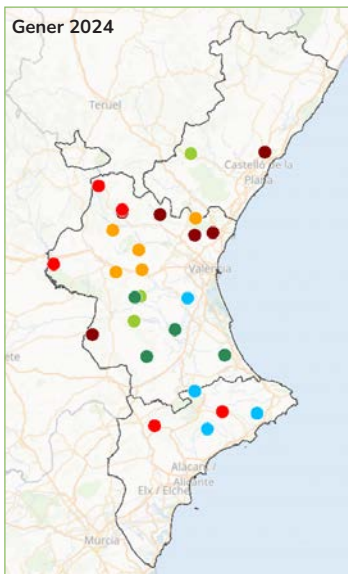 Gener 2024
Teruel
Castelló de la
Plana
València
Alacant /
Alicante
Elx / Elche
Murcia